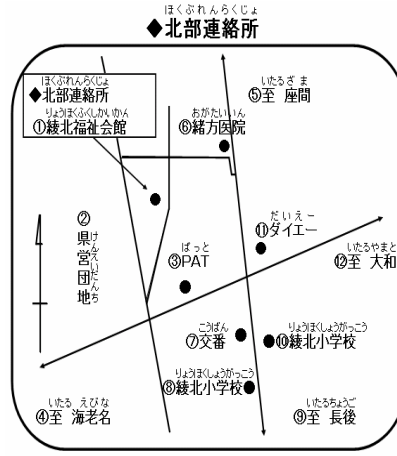 ほくぶれんらくじょ
◆北部連絡所
ほくぶれんらくじょ
◆北部連絡所
りょうほくふくしかいかん
①綾北福祉会館
おがたいいん
⑥緒方医院
いたるざま
⑤至 座間
②県営団地
けんえいだんち
ぱっと
③PAT
だいえー
⑪ダイエー
いたるやまと
⑫至 大和
こうばん
⑦交番
りょうほくしょうがっこう
⑩綾北小学校
りょうほくしょうがっこう
⑧綾北小学校
いたる えびな
④至 海老名
いたるちょうご
⑨至 長後